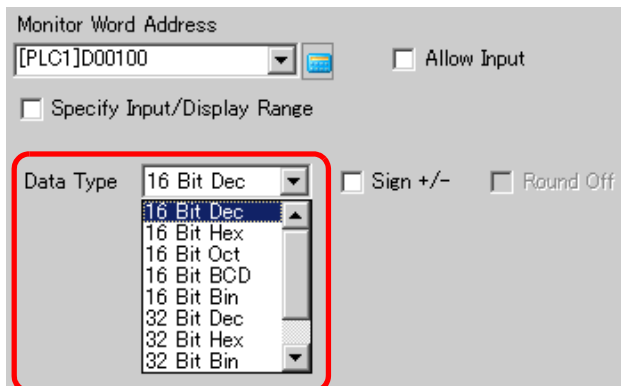 Monitor Word Address
[PLC1]D00100
Allow Input
Specify Input/Display Range
Data Type 16 Bit Dec Sign +/- Round Off
16 Bit Dec
16 Bit Hex
16 Bit Oct
16 Bit BCD
16 Bit Bin
32 Bit Dec
32 Bit Hex
32 Bit Bin